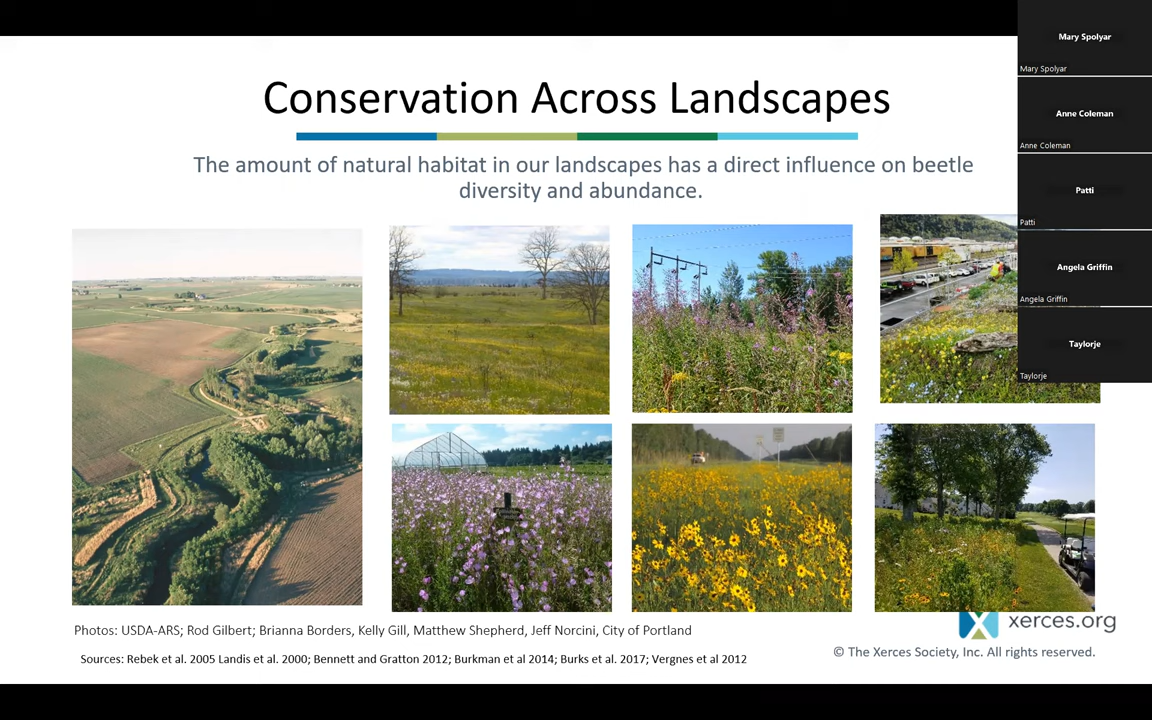 Conservation Across Landscapes
The amount of natural habitat in our landscapes has a direct influence on beetle
diversity and abundance.
Mary Spolyar
Mary Spolyar
Anne Coleman
Anne Coleman
Patti
Patti
Angela Griffin
Angela Griffin
Taylorje
Taylorje
Photos: USDA-ARS; Rod Gilbert; Brianna Borders, Kelly Gill, Matthew Shepherd, Jeff Norcini, City of Portland
Sources: Rebek et al. 2005 Landis et al. 2000; Bennett and Gratton 2012; Burkman et al 2014; Burks et al. 2017; Vergnes et al 2012
xerces.org
© The Xerces Society, Inc. All rights reserved.